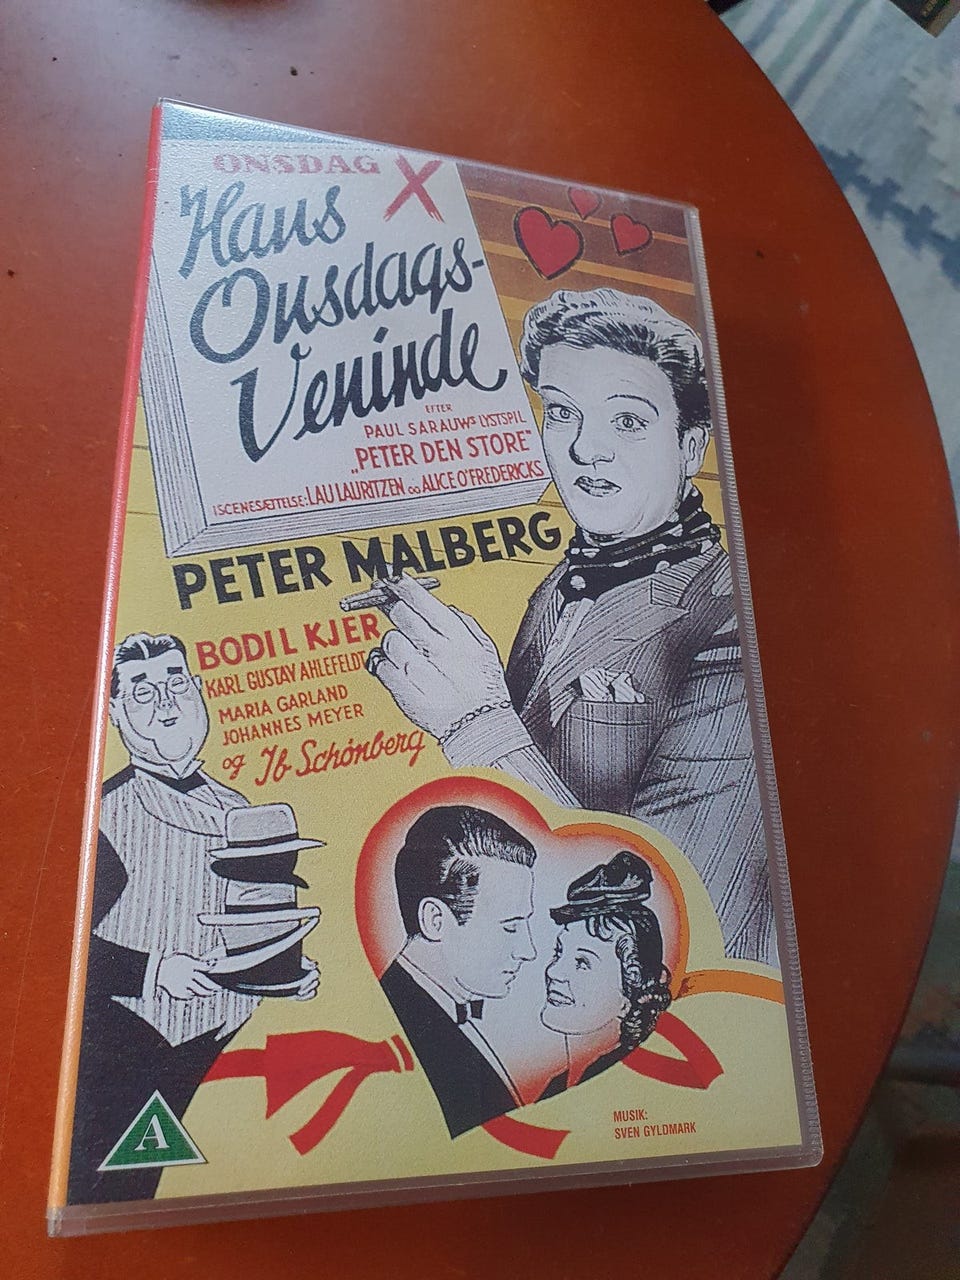 ONSDAG X
Hans
Onsdags-
Veninde
EFTER
PAUL SARAUWS LYSTSPIL
„PETER DEN STORE"
ISCENESÆTTELSE: LAU LAURITZEN OG ALICE O'FREDERICKS
PETER MALBERG
BODIL KJER
KARL GUSTAV AHLEFELDT
MARIA GARLAND
JOHANNES MEYER
og Ib Schönberg
MUSIK:
SVEN GYLDMARK
A